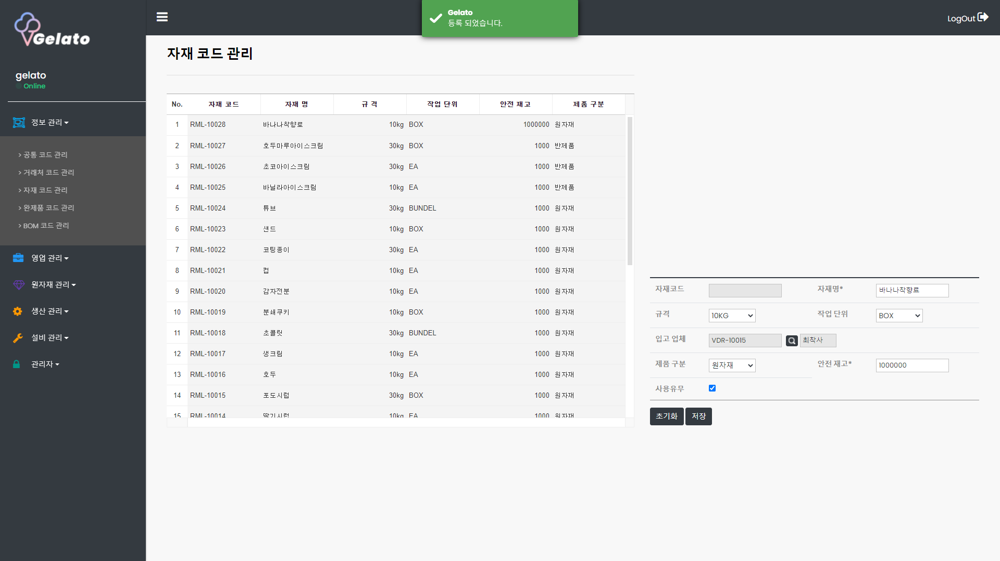 Gelato
gelato
Online
정보 관리
> 공통 코드 관리
> 거래처 코드 관리
> 자재 코드 관리
> 완제품 코드 관리
> BOM 코드 관리
영업 관리
원자재 관리
생산 관리
설비 관리
관리자
Gelato
등록 되었습니다.
LogOut
자재 코드 관리
No. 자재 코드 자재 명 규 격 작업 단위 안전 재고 제품 구분
1 RML-10028 바나나착향료 10kg BOX 1000000 원자재
2 RML-10027 호두마루아이스크림 30kg BOX 1000 반제품
3 RML-10026 초코아이스크림 30kg EA 1000 반제품
4 RML-10025 바닐라아이스크림 10kg EA 1000 반제품
5 RML-10024 튜브 30kg BUNDEL 1000 원자재
6 RML-10023 샌드 10kg BOX 1000 원자재
7 RML-10022 코팅종이 30kg EA 1000 원자재
8 RML-10021 컵 10kg EA 1000 원자재
9 RML-10020 감자전분 10kg EA 1000 원자재
10 RML-10019 분쇄쿠키 10kg BOX 1000 원자재
11 RML-10018 초콜릿 30kg BUNDEL 1000 원자재
12 RML-10017 생크림 10kg EA 1000 원자재
13 RML-10016 호두 10kg EA 1000 원자재
14 RML-10015 포도시럽 30kg BOX 1000 원자재
15 RML-10014 딸기시럽 10kg EA 1000 원자재
자재코드 자재명* 바나나착향료
규격 10KG 작업 단위 BOX
입고 업체 VDR-10015 최착사
제품 구분 원자재 안전 재고* 1000000
사용유무
초기화 저장